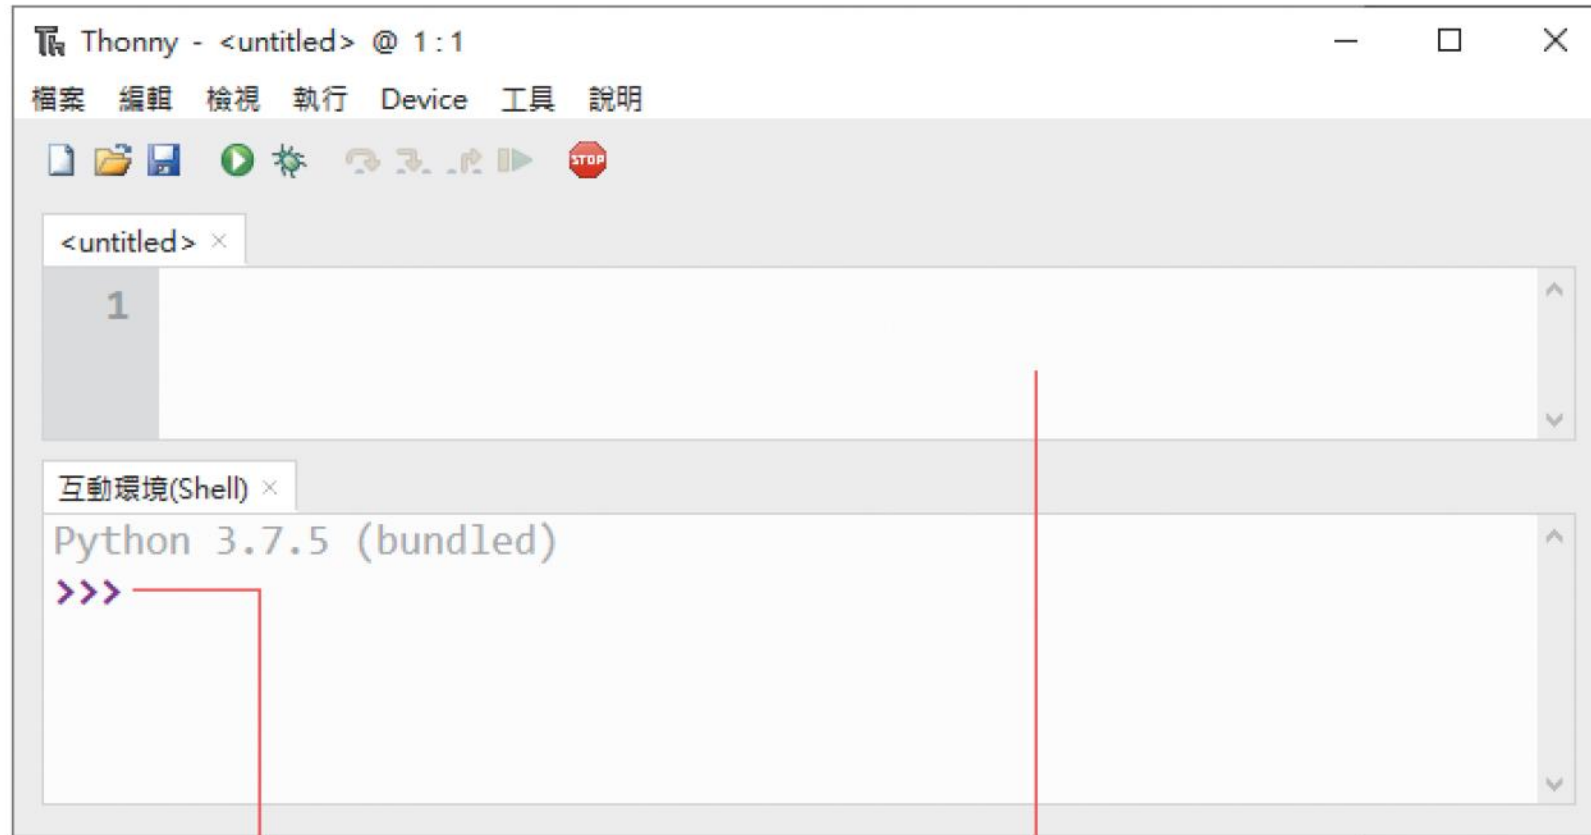 Thonny - <untitled> @ 1:1
檔案 編輯 檢視 執行 Device 工具 說明
STOP
<untitled> ×
1
互動環境(Shell) ×
Python 3.7.5 (bundled)
>>>